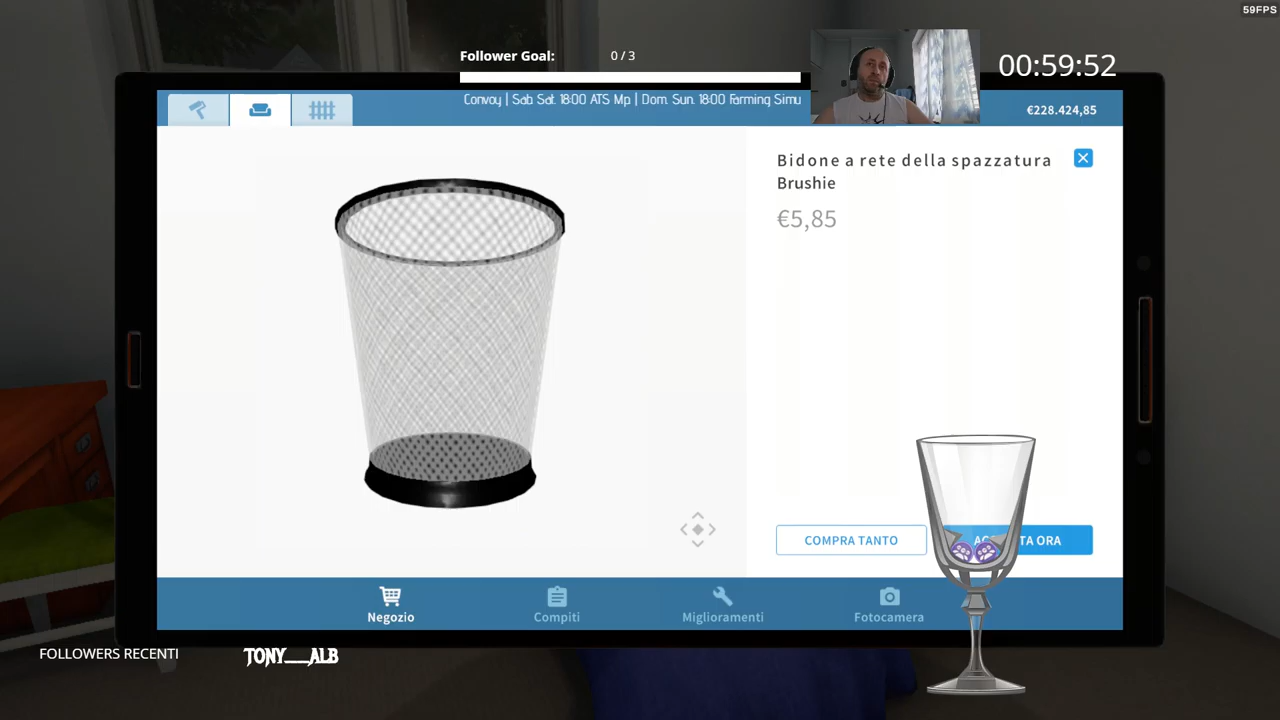 59FPS
Follower Goal: 0 / 3
00:59:52
Convoy | Sab Sat. 18:00 ATS Mp | Dom. Sun. 18:00 Farming Simu
€228.424,85
Bidone a rete della spazzatura
Brushie
€5,85
COMPRA TANTO
TA ORA
Negozio
Compiti
Miglioramenti
Fotocamera
FOLLOWERS RECENTI
TONY___ALB